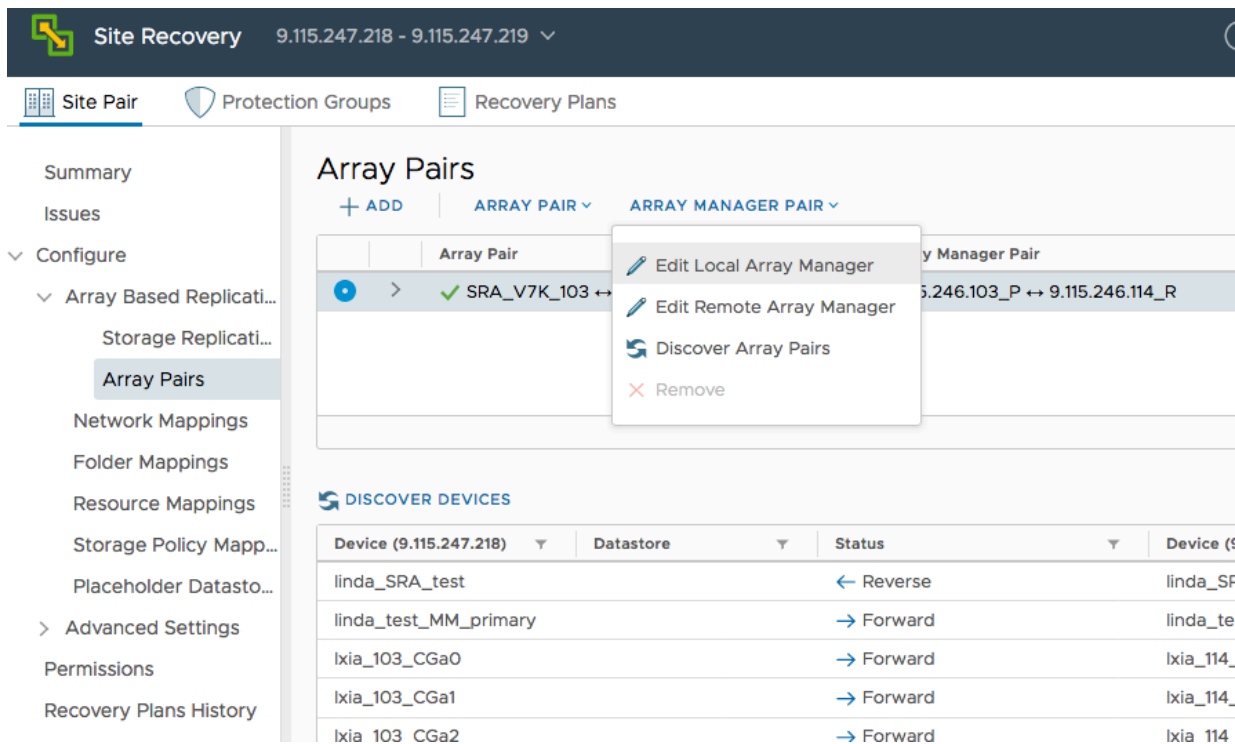 Site Recovery 9.115.247.218 - 9.115.247.219
Site Pair Protection Groups Recovery Plans
Summary
Issues
Configure
Array Based Replicati...
Storage Replicati...
Array Pairs
Network Mappings
Folder Mappings
Resource Mappings
Storage Policy Mapp...
Placeholder Datasto...
Advanced Settings
Permissions
Recovery Plans History
Array Pairs
+ ADD ARRAY PAIR ARRAY MANAGER PAIR
Array Pair y Manager Pair
SRA_V7K_103 ↔ 5.246.103_P ↔ 9.115.246.114_R
Edit Local Array Manager
Edit Remote Array Manager
Discover Array Pairs
Remove
DISCOVER DEVICES
Device (9.115.247.218) Datastore Status Device (9
linda_SRA_test ← Reverse linda_SR
linda_test_MM_primary → Forward linda_te
lxia_103_CGa0 → Forward lxia_114_
lxia_103_CGa1 → Forward lxia_114_
lxia_103_CGa2 → Forward lxia_114